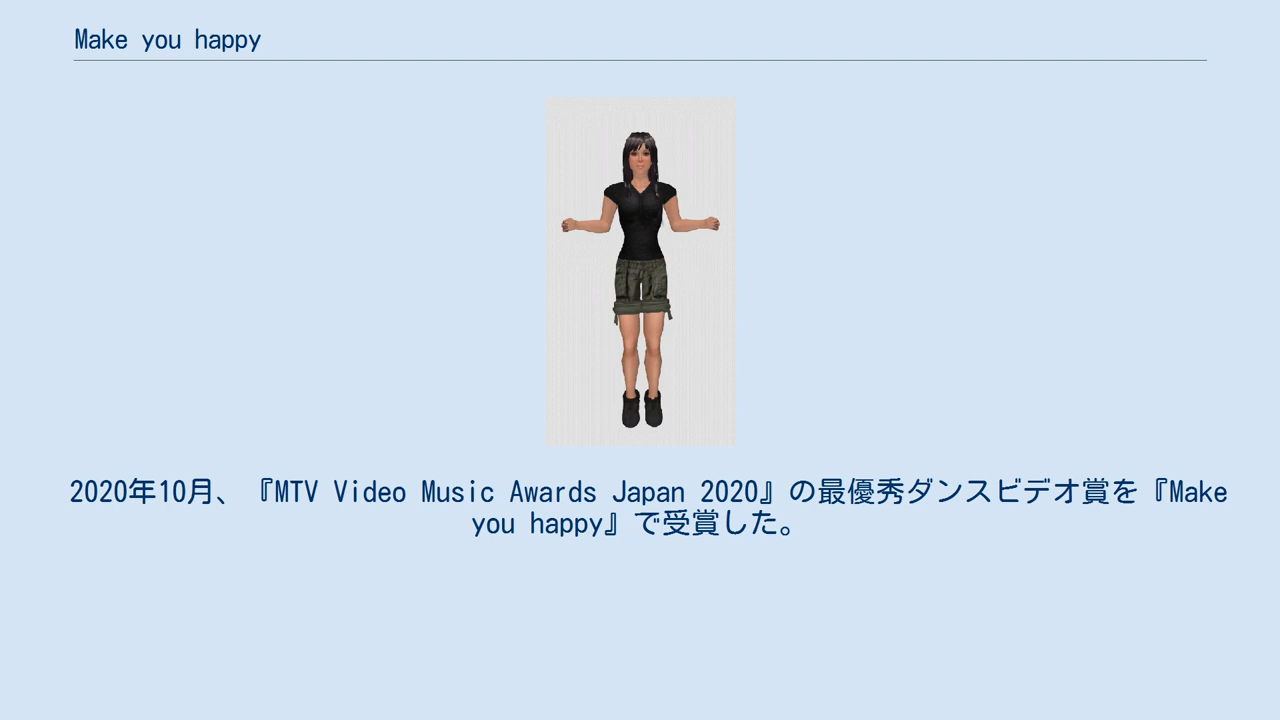 Make you happy
2020年10月、『MTV Video Music Awards Japan 2020』の最優秀ダンスビデオ賞を『Make
you happy』で受賞した。